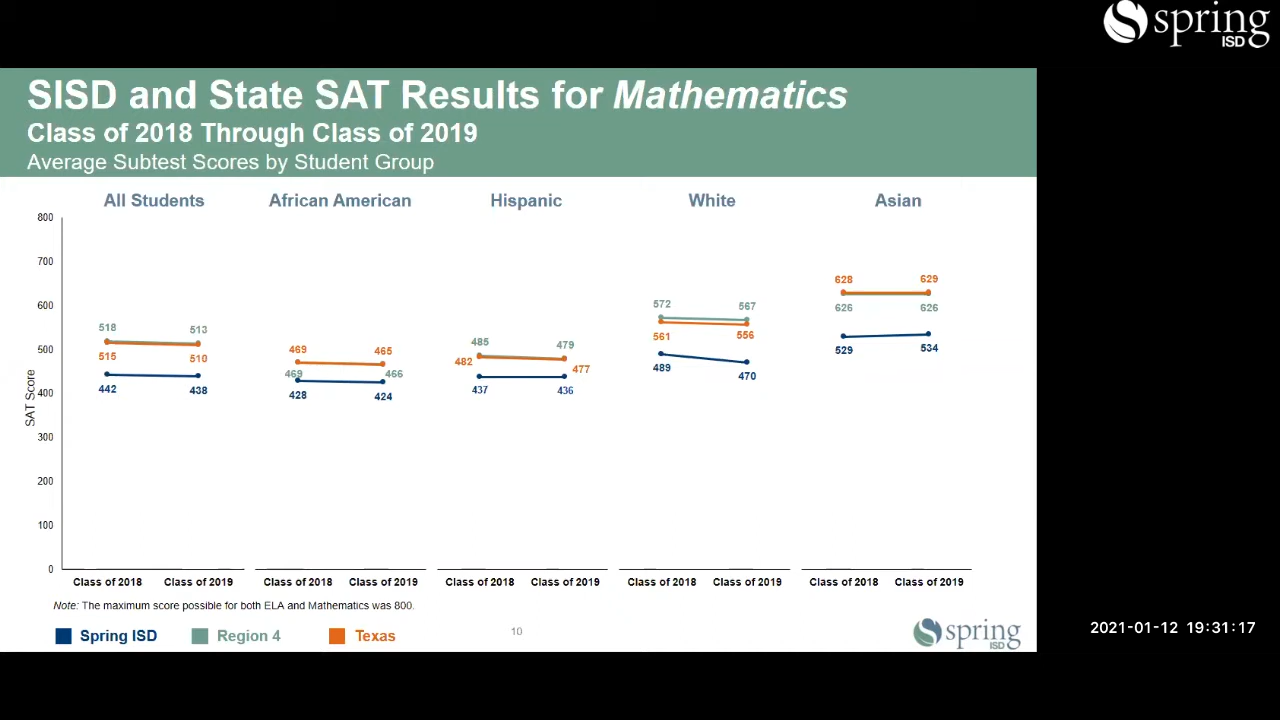 spring
ISD
SISD and State SAT Results for Mathematics
Class of 2018 Through Class of 2019
Average Subtest Scores by Student Group
All Students African American Hispanic White Asian
SAT Score
800
700
600
500
400
300
200
100
0
518 513
515 510
442 438
469 465
469 466
428 424
485 479
482 477
437 436
572 567
561 556
489 470
628 629
626 626
529 534
Class of 2018 Class of 2019 Class of 2018 Class of 2019 Class of 2018 Class of 2019 Class of 2018 Class of 2019 Class of 2018 Class of 2019
Note: The maximum score possible for both ELA and Mathematics was 800.
Spring ISD Region 4 Texas
10
spring
ISD
2021-01-12 19:31:17